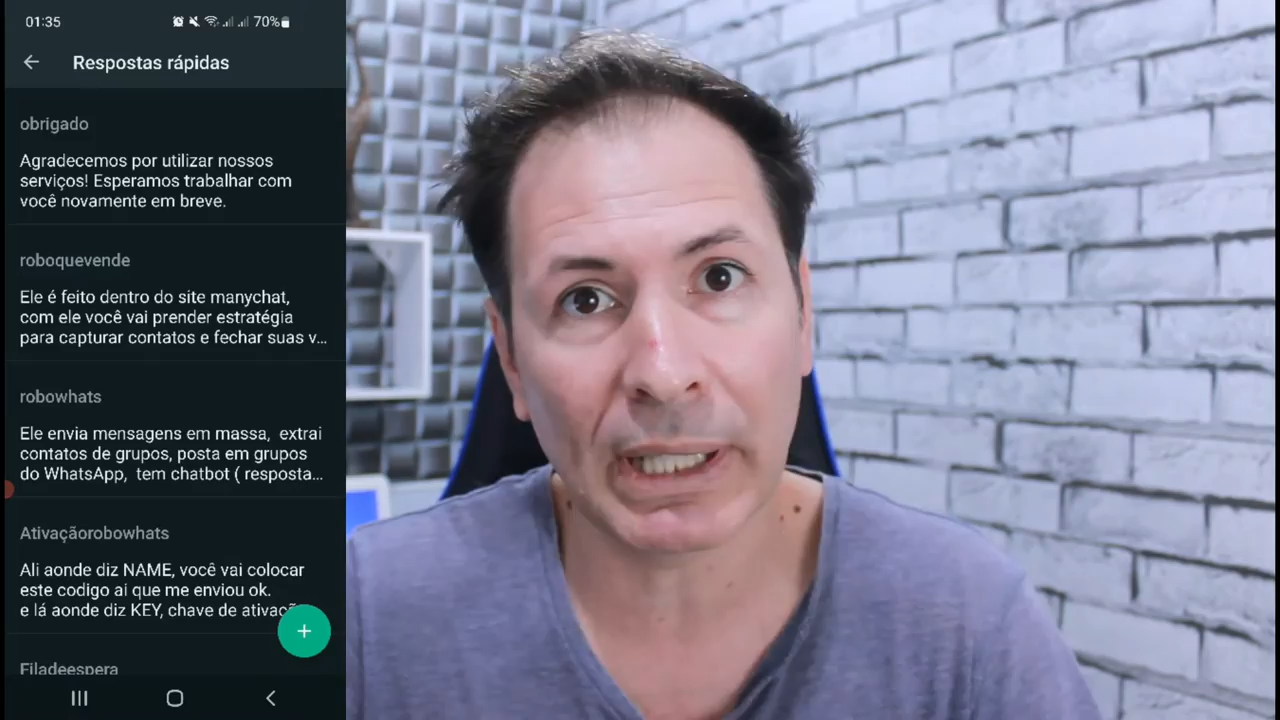 01:35
70%
Respostas rápidas
obrigado
Agradecemos por utilizar nossos
serviços! Esperamos trabalhar com
você novamente em breve.
roboquevende
Ele é feito dentro do site manychat,
com ele você vai prender estratégia
para capturar contatos e fechar suas v...
robowhats
Ele envia mensagens em massa,  extrai
contatos de grupos, posta em grupos
do WhatsApp,  tem chatbot ( resposta...
Ativaçãorobowhats
Ali aonde diz NAME, você vai colocar
este codigo ai que me enviou ok.
e lá aonde diz KEY, chave de ativaçã
Filadeespera